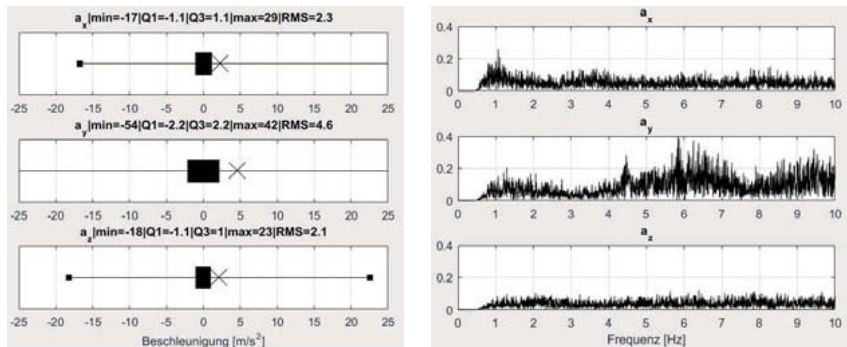 a_x|min=-17|Q1=-1.1|Q3=1.1|max=29|RMS=2.3
-25 -20 -15 -10 -5 0 5 10 15 20 25
a_y|min=-54|Q1=-2.2|Q3=2.2|max=42|RMS=4.6
-25 -20 -15 -10 -5 0 5 10 15 20 25
a_z|min=-18|Q1=-1.1|Q3=1|max=23|RMS=2.1
-25 -20 -15 -10 -5 0 5 10 15 20 25
Beschleunigung [m/s²]
a_x
0.4
0.2
0
0 1 2 3 4 5 6 7 8 9 10
a_y
0.4
0.2
0
0 1 2 3 4 5 6 7 8 9 10
a_z
0.4
0.2
0
0 1 2 3 4 5 6 7 8 9 10
Frequenz [Hz]